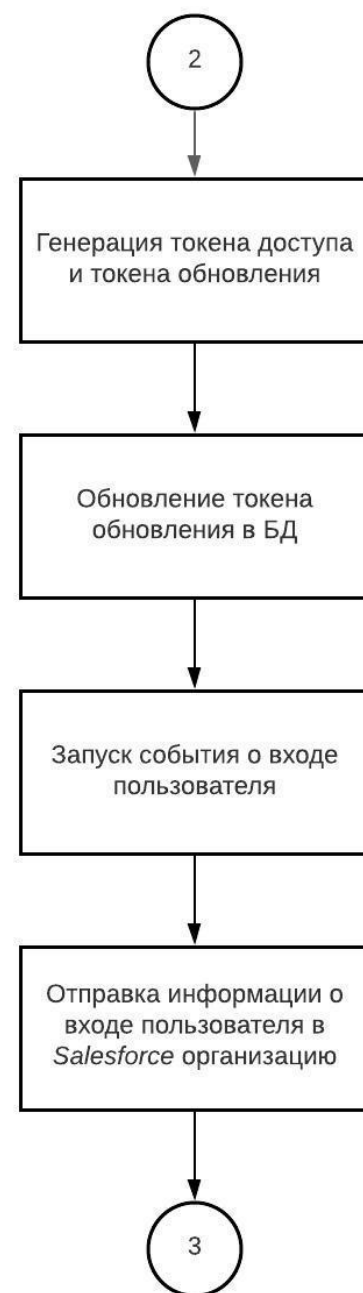 2
Генерация токена доступа
и токена обновления
Обновление токена
обновления в БД
Запуск события о входе
пользователя
Отправка информации о
входе пользователя в
Salesforce организацию
3